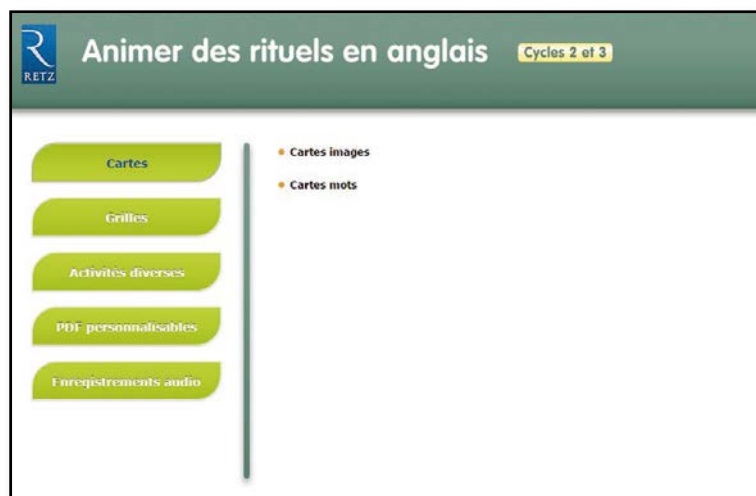 RETZ
Animer des rituels en anglais
Cycles 2 et 3
Cartes
Grilles
Activités diverses
PDF personnalisables
Enregistrements audio
Cartes images
Cartes mots